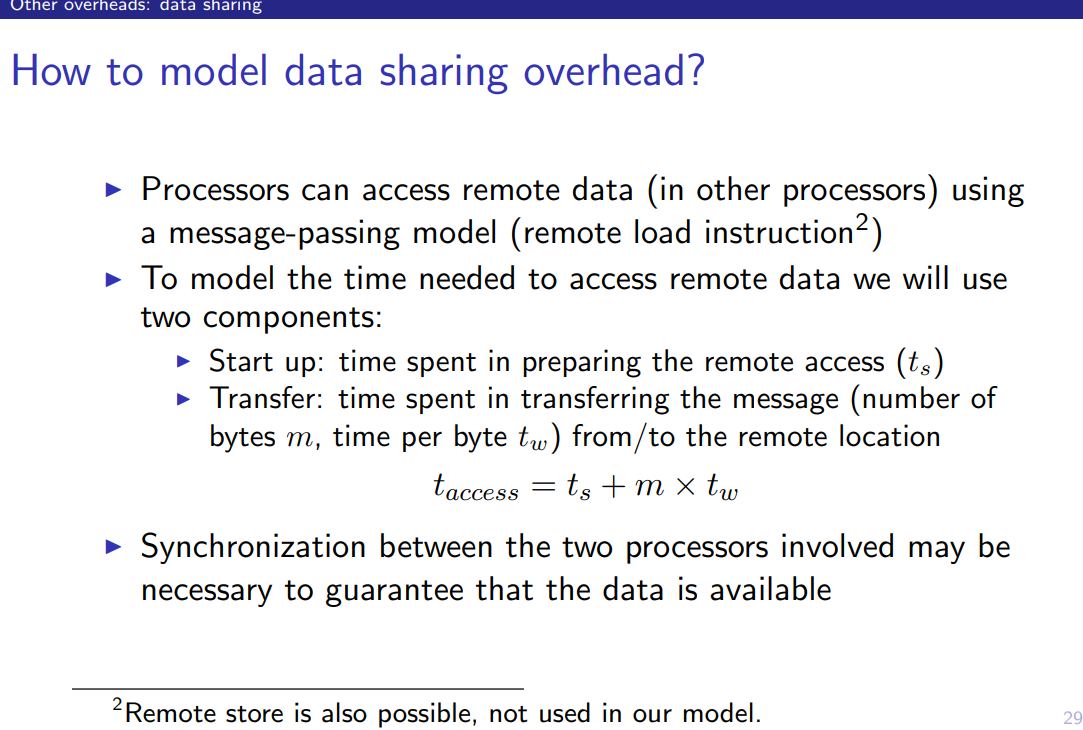 Other overheads: data sharing
How to model data sharing overhead?
▶ Processors can access remote data (in other processors) using
a message-passing model (remote load instruction²)
▶ To model the time needed to access remote data we will use
two components:
▶ Start up: time spent in preparing the remote access (tₛ)
▶ Transfer: time spent in transferring the message (number of
bytes m, time per byte t_w) from/to the remote location
t_access = t_s + m × t_w
▶ Synchronization between the two processors involved may be
necessary to guarantee that the data is available
²Remote store is also possible, not used in our model.
29